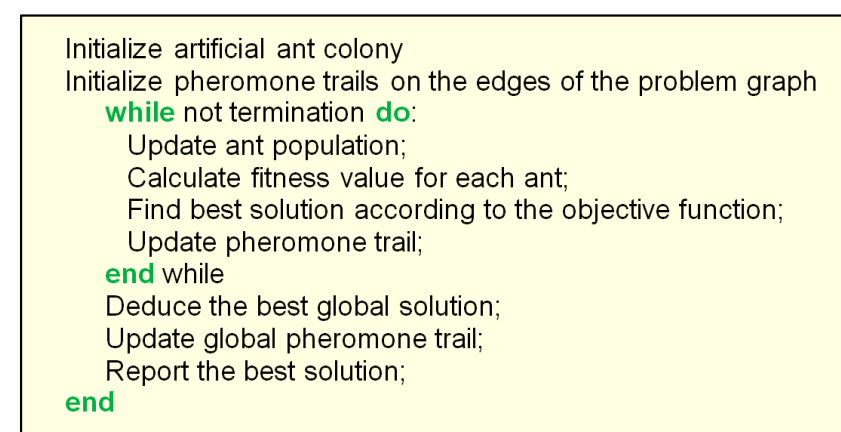 Initialize artificial ant colony
Initialize pheromone trails on the edges of the problem graph
while not termination do:
Update ant population;
Calculate fitness value for each ant;
Find best solution according to the objective function;
Update pheromone trail;
end while
Deduce the best global solution;
Update global pheromone trail;
Report the best solution;
end